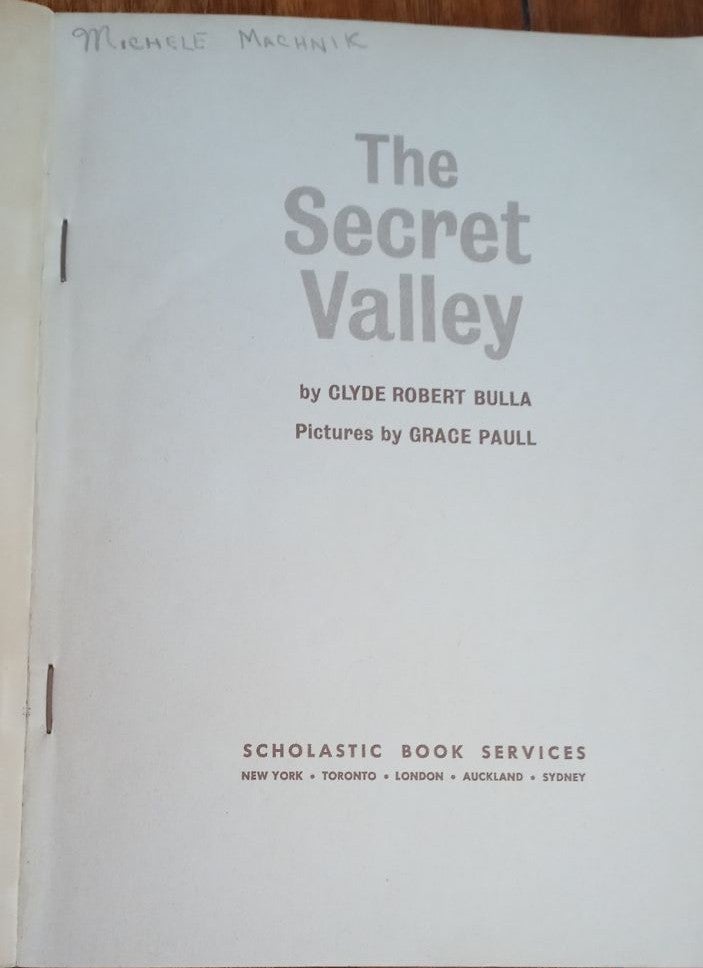 MICHELE MACHNIK
The
Secret
Valley
by CLYDE ROBERT BULLA
Pictures by GRACE PAULL
SCHOLASTIC BOOK SERVICES
NEW YORK • TORONTO • LONDON • AUCKLAND • SYDNEY